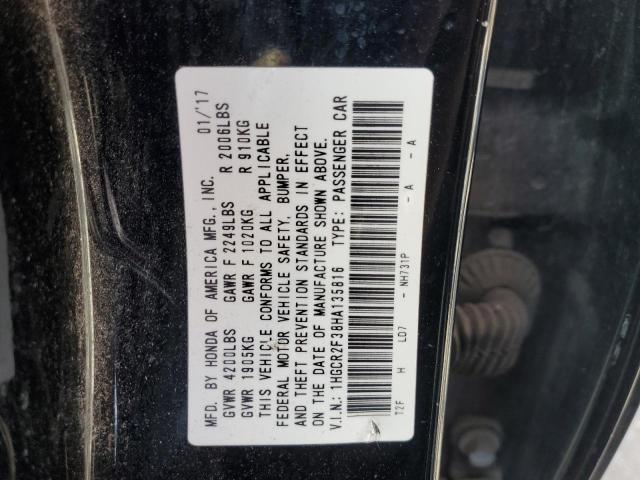 MFD. BY HONDA OF AMERICA MFG., INC. 01/'17
GVWR 4200LBS GAWR F 2249LBS R 2006LBS
GVWR 1905KG GAWR F 1020KG R 910KG
THIS VEHICLE CONFORMS TO ALL APPLICABLE
FEDERAL MOTOR VEHICLE SAFETY, BUMPER,
AND THEFT PREVENTION STANDARDS IN EFFECT
ON THE DATE OF MANUFACTURE SHOWN ABOVE.
V.I.N.: 1HGCR2F38HA135816 TYPE: PASSENGER CAR
T2F H LD7 - NH731P - A - A